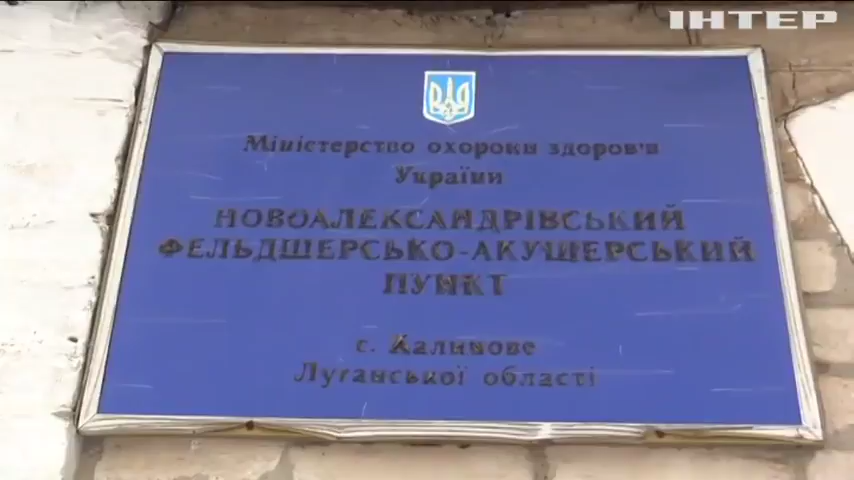 ІНТЕР
Міністерство охорони здоров'я
України
НОВОАЛЕКСАНДРІВСЬКИЙ
ФЕЛЬДШЕРСЬКО-АКУШЕРСЬКИЙ
ПУНКТ
с. Калинове
Луганської області